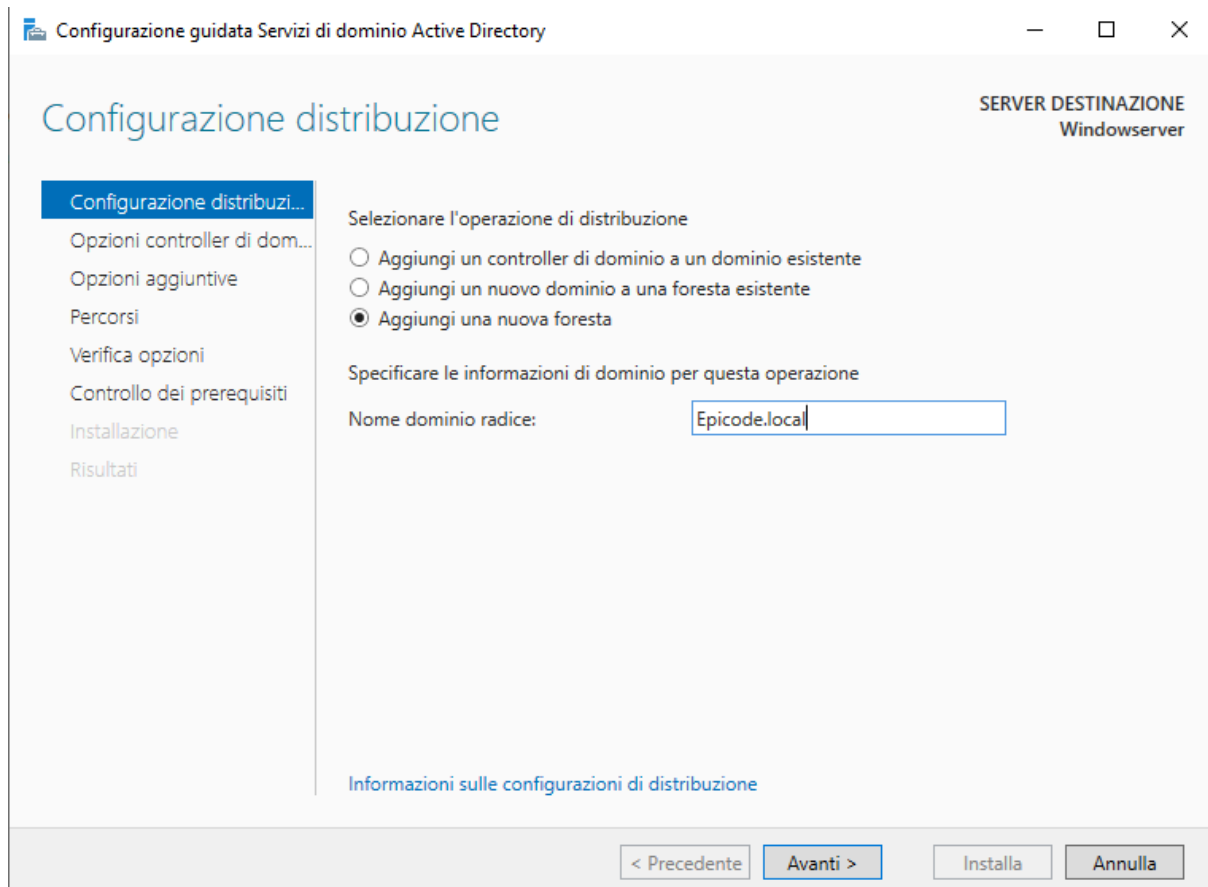 Configurazione guidata Servizi di dominio Active Directory
Configurazione distribuzione
SERVER DESTINAZIONE
Windowserver
Configurazione distribuzi...
Opzioni controller di dom...
Opzioni aggiuntive
Percorsi
Verifica opzioni
Controllo dei prerequisiti
Installazione
Risultati
Selezionare l'operazione di distribuzione
Aggiungi un controller di dominio a un dominio esistente
Aggiungi un nuovo dominio a una foresta esistente
Aggiungi una nuova foresta
Specificare le informazioni di dominio per questa operazione
Nome dominio radice: Epicode.local
Informazioni sulle configurazioni di distribuzione
< Precedente Avanti > Installa Annulla